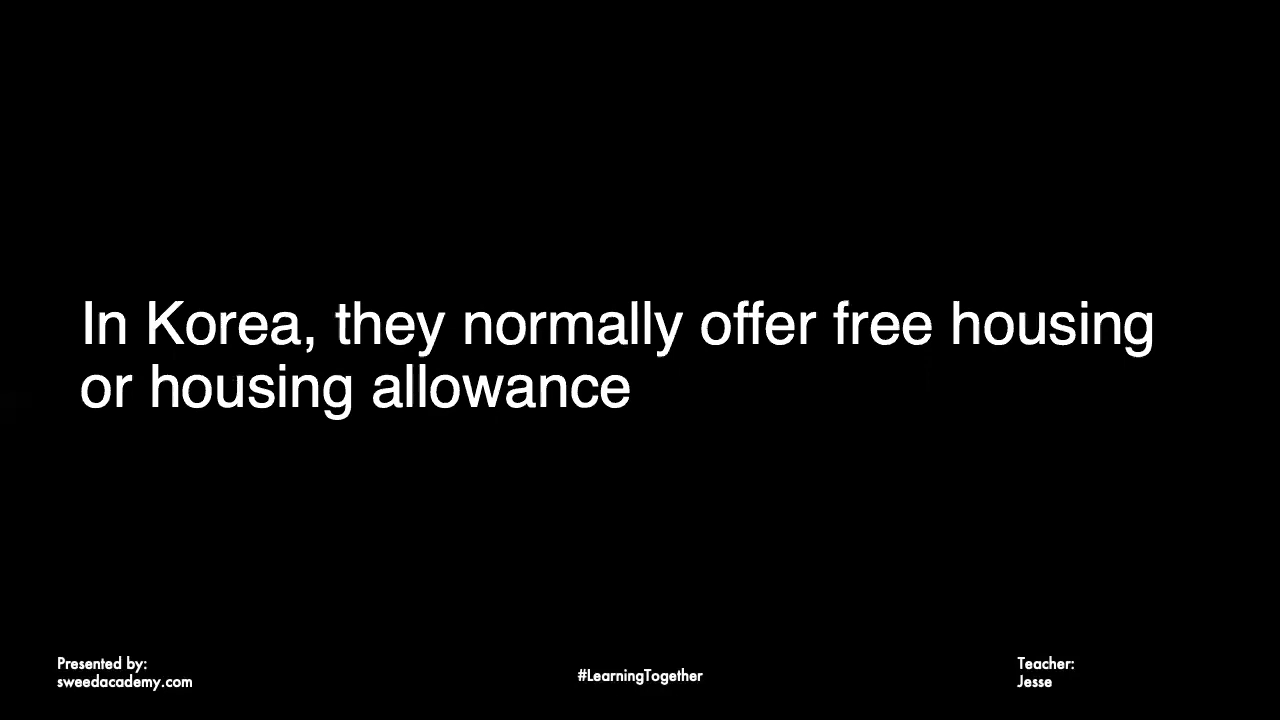 In Korea, they normally offer free housing
or housing allowance
Presented by:
sweedacademy.com
#LearningTogether
Teacher:
Jesse